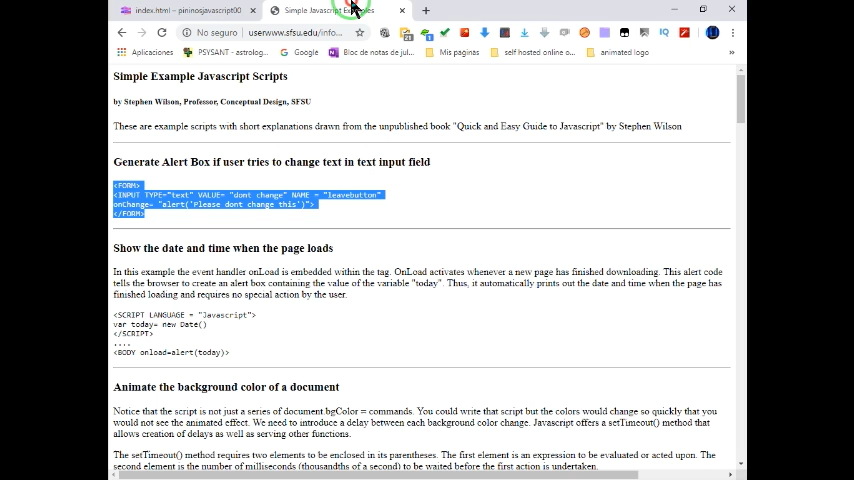 index.html – pininosjavascript00
Simple Javascript Examples
No seguro
userwww.sfsu.edu/info...
Aplicaciones
PSYSANT - astrolog...
Google
Bloc de notas de jul...
Mis paginas
self hosted online o...
animated logo
Simple Example Javascript Scripts
by Stephen Wilson, Professor, Conceptual Design, SFSU
These are example scripts with short explanations drawn from the unpublished book "Quick and Easy Guide to Javascript" by Stephen Wilson
Generate Alert Box if user tries to change text in text input field
<FORM>
<INPUT TYPE="text" VALUE= "dont change" NAME = "leavebutton"
onChange= "alert('Please dont change this')">
</FORM>
Show the date and time when the page loads
In this example the event handler onLoad is embedded within the tag. OnLoad activates whenever a new page has finished downloading. This alert code
tells the browser to create an alert box containing the value of the variable "today". Thus, it automatically prints out the date and time when the page has
finished loading and requires no special action by the user.
<SCRIPT LANGUAGE = "Javascript">
var today= new Date()
</SCRIPT>
....
<BODY onload=alert(today)>
Animate the background color of a document
Notice that the script is not just a series of document.bgColor = commands. You could write that script but the colors would change so quickly that you
would not see the animated effect. We need to introduce a delay between each background color change. Javascript offers a setTimeout() method that
allows creation of delays as well as serving other functions.
The setTimeout() method requires two elements to be enclosed in its parentheses. The first element is an expression to be evaluated or acted upon. The
second element is the number of milliseconds (thousandths of a second) to be waited before the first action is undertaken.